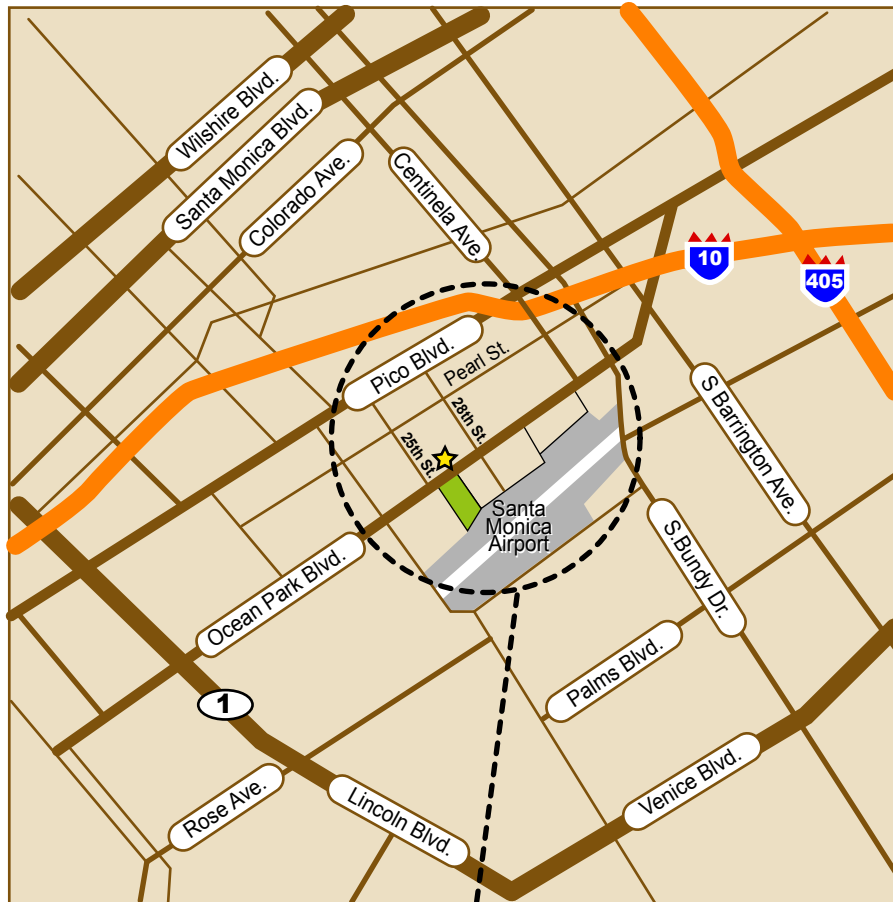 Wilshire Blvd.
Santa Monica Blvd.
Colorado Ave.
Centinela Ave.
10
405
Pico Blvd.
Pearl St.
28th St.
25th St.
S Barrington Ave.
Santa
Monica
Airport
Ocean Park Blvd.
S.Bundy Dr.
Palms Blvd.
1
Venice Blvd.
Rose Ave.
Lincoln Blvd.